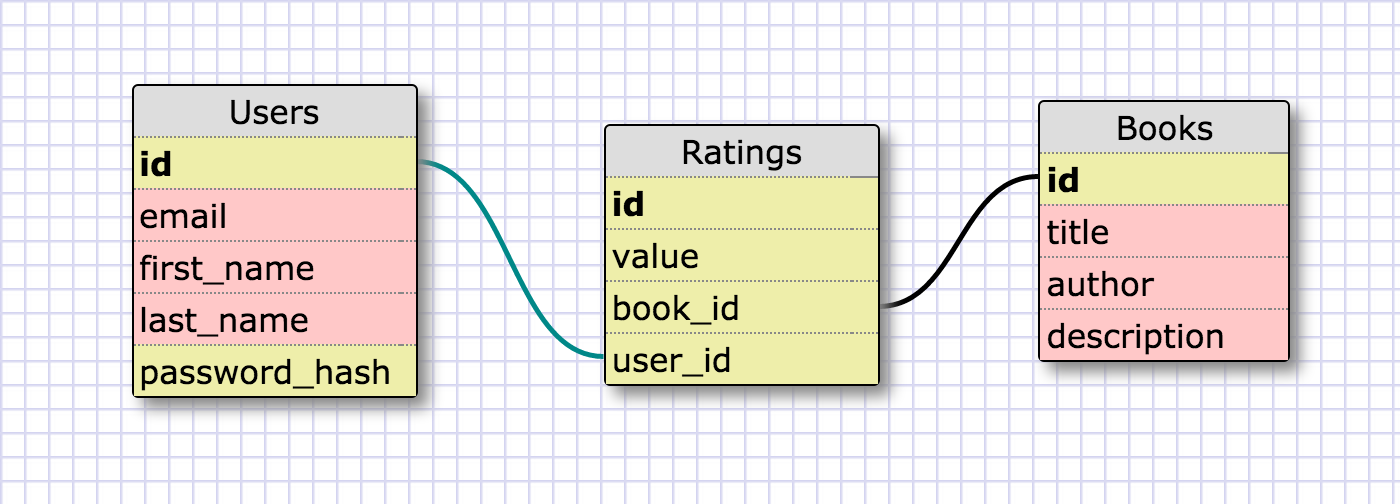 Users
id
email
first_name
last_name
password_hash
Ratings
id
value
book_id
user_id
Books
id
title
author
description